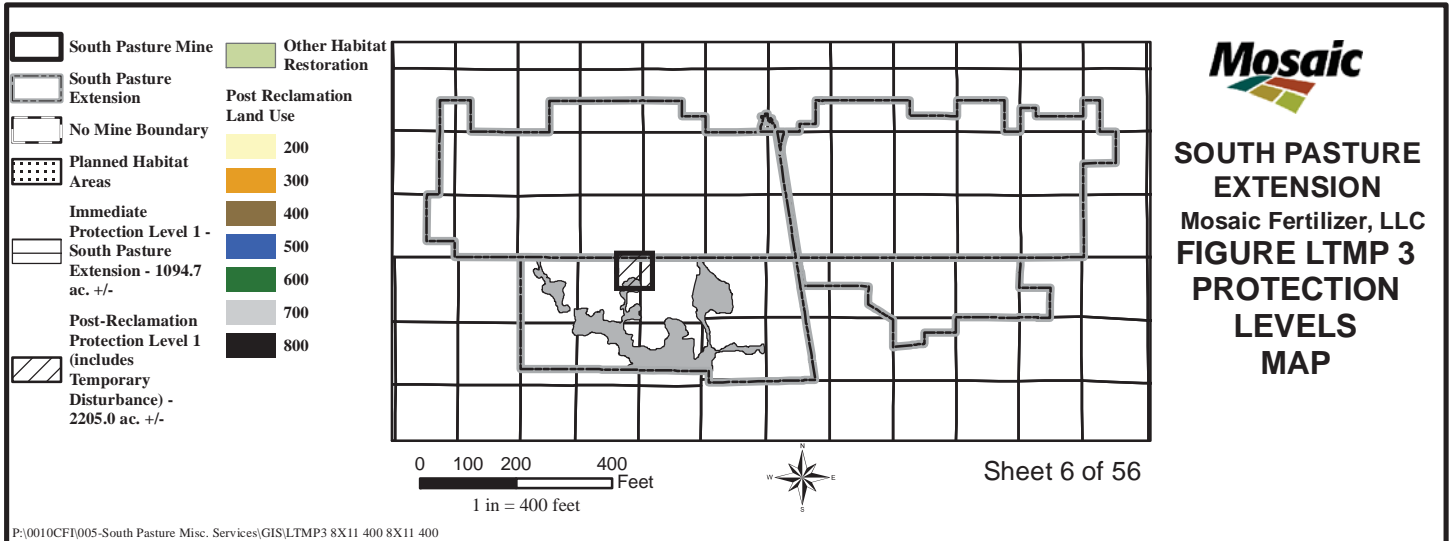 South Pasture Mine
South Pasture
Extension
No Mine Boundary
Planned Habitat
Areas
Immediate
Protection Level 1 -
South Pasture
Extension - 1094.7
ac. +/-
Post-Reclamation
Protection Level 1
(includes
Temporary
Disturbance) -
2205.0 ac. +/-
Other Habitat
Restoration
Post Reclamation
Land Use
200
300
400
500
600
700
800
0 100 200 400
Feet
1 in = 400 feet
N
W E
S
Sheet 6 of 56
Mosaic
SOUTH PASTURE
EXTENSION
Mosaic Fertilizer, LLC
FIGURE LTMP 3
PROTECTION
LEVELS
MAP
P:\0010CFI\005-South Pasture Misc. Services\GIS\LTMP3 8X11 400 8X11 400